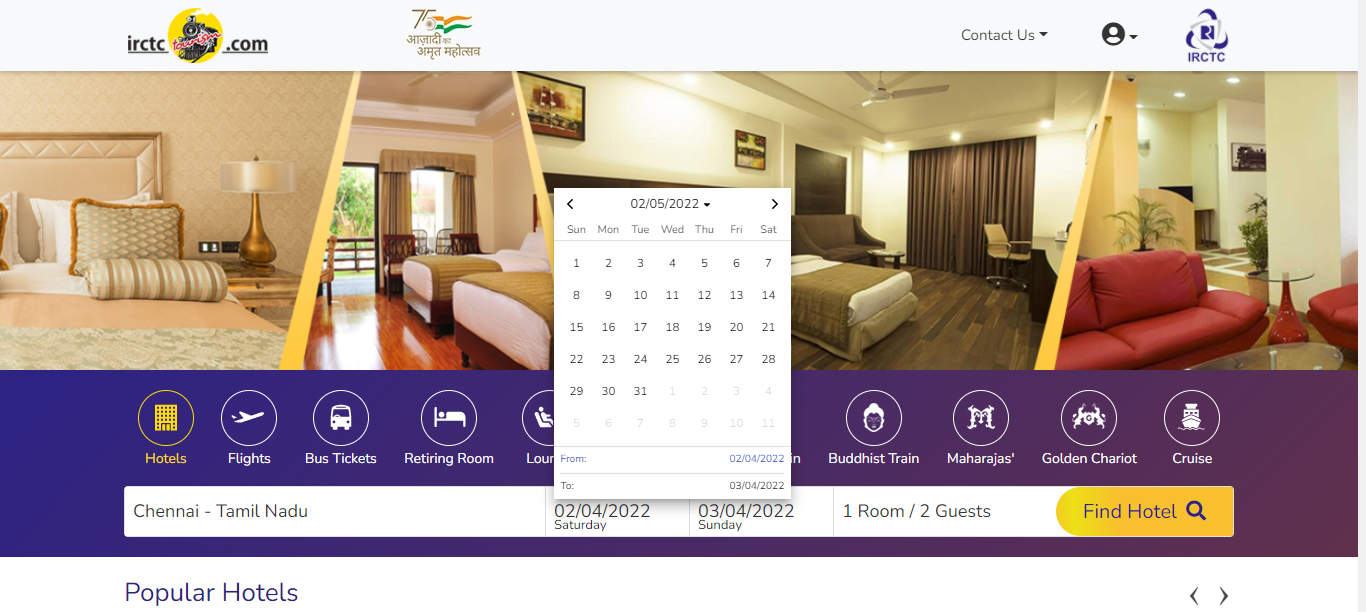 irctc tourism .com
75
आज़ादी का
अमृत महोत्सव
Contact Us
IRCTC
02/05/2022
Sun Mon Tue Wed Thu Fri Sat
1 2 3 4 5 6 7
8 9 10 11 12 13 14
15 16 17 18 19 20 21
22 23 24 25 26 27 28
29 30 31 1 2 3 4
5 6 7 8 9 10 11
From: 02/04/2022
To: 03/04/2022
Hotels Flights Bus Tickets Retiring Room Lour in Buddhist Train Maharajas' Golden Chariot Cruise
Chennai - Tamil Nadu 02/04/2022 03/04/2022 1 Room / 2 Guests Find Hotel
Saturday Sunday
Popular Hotels